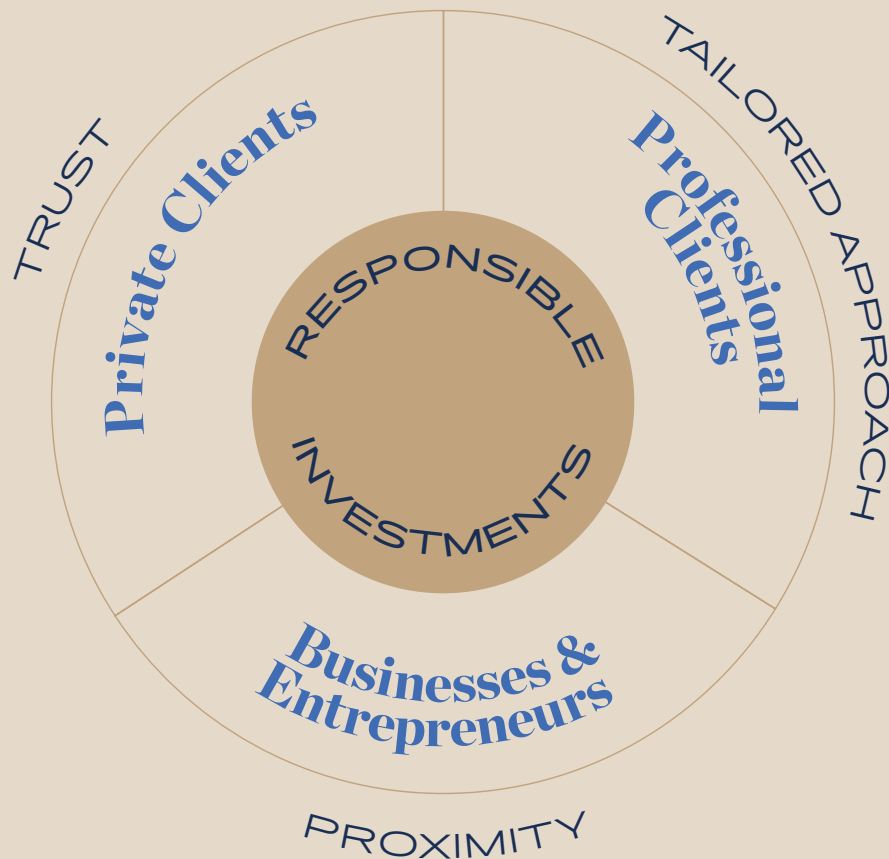 TRUST
TAILORED APPROACH
Private Clients
Professional
Clients
RESPONSIBLE
INVESTMENTS
Businesses &
Entrepreneurs
PROXIMITY